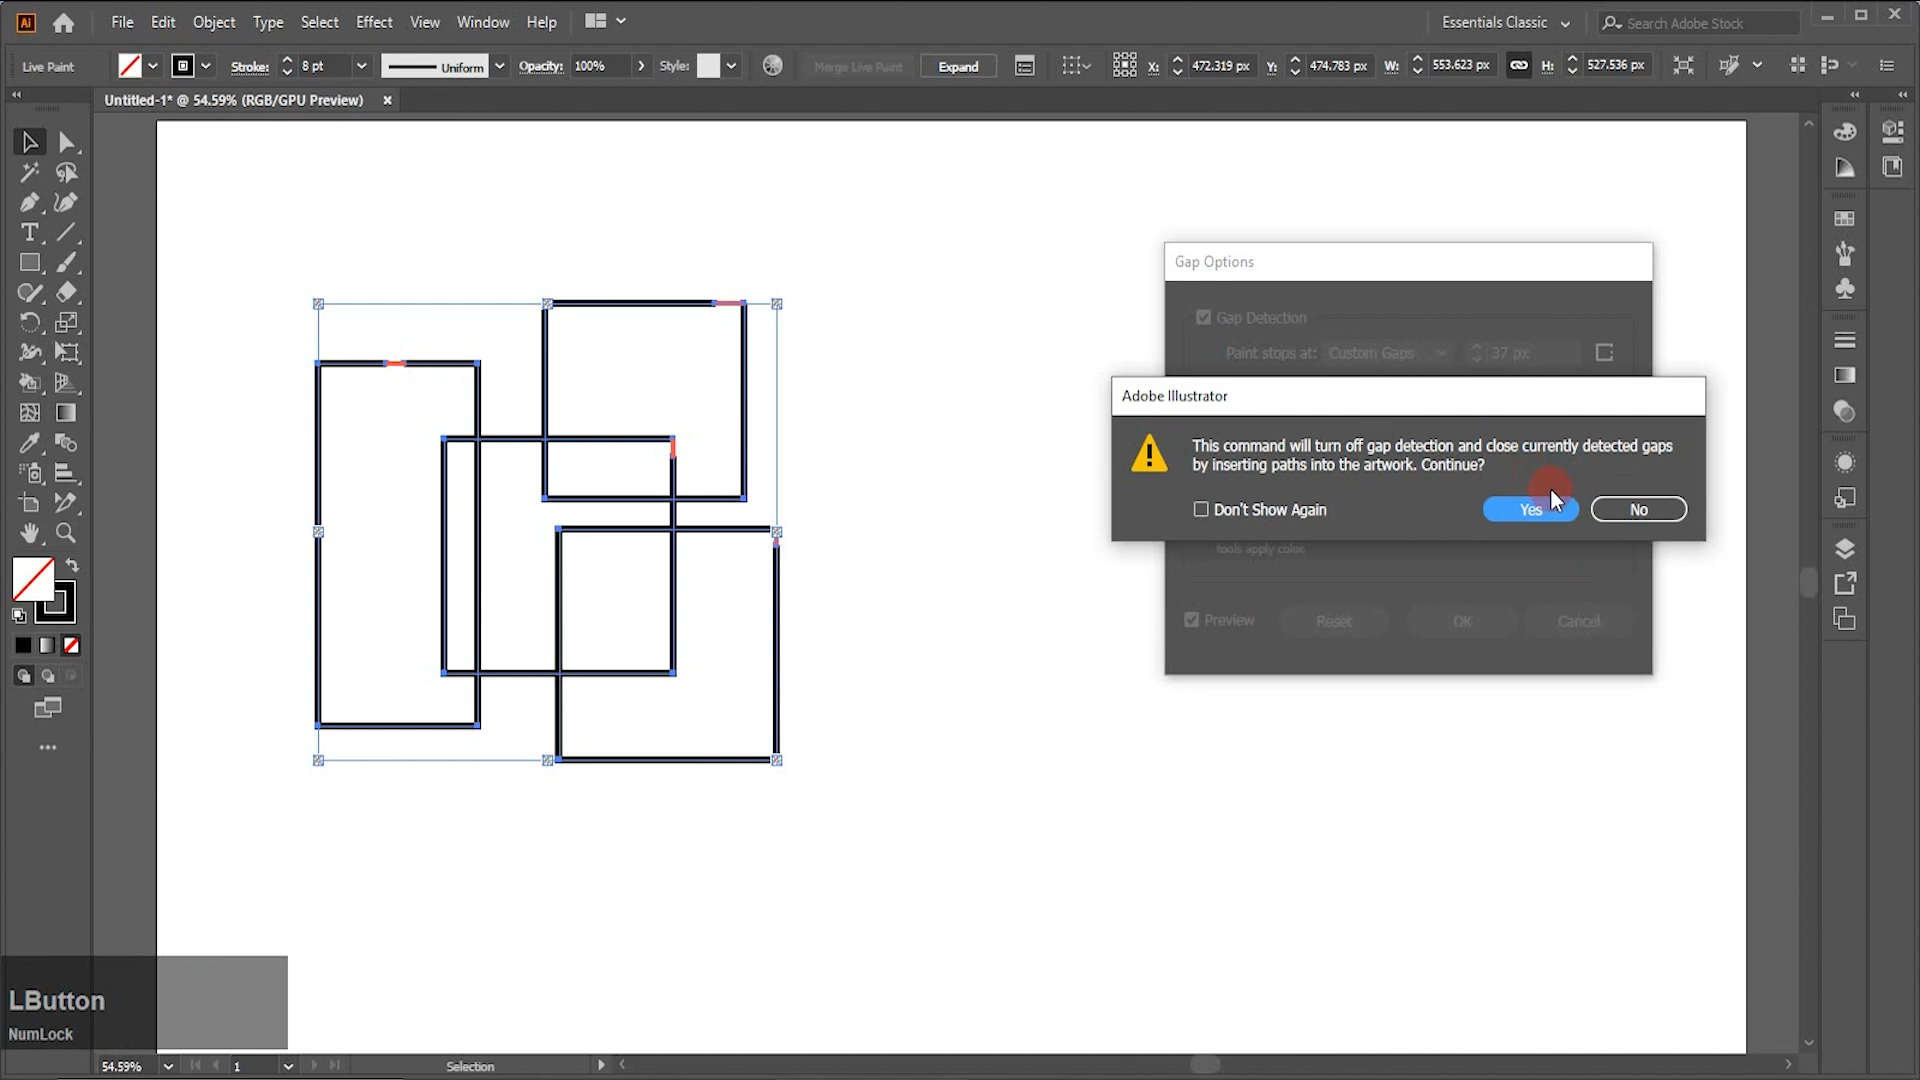 Ai File Edit Object Type Select Effect View Window Help Essentials Classic Search Adobe Stock
Live Paint Stroke: 8 pt Uniform Opacity: 100% Style: Merge Live Paint Expand X: 472.319 px Y: 474.783 px W: 553.623 px H: 527.536 px
Untitled-1* @ 54.59% (RGB/GPU Preview)
Gap Options
Gap Detection
Paint stops at: Custom Gaps 37 px
Adobe Illustrator
This command will turn off gap detection and close currently detected gaps
by inserting paths into the artwork. Continue?
Don't Show Again Yes No
tools apply color.
Preview Reset OK Cancel
LButton
NumLock
54.59% 1 Selection